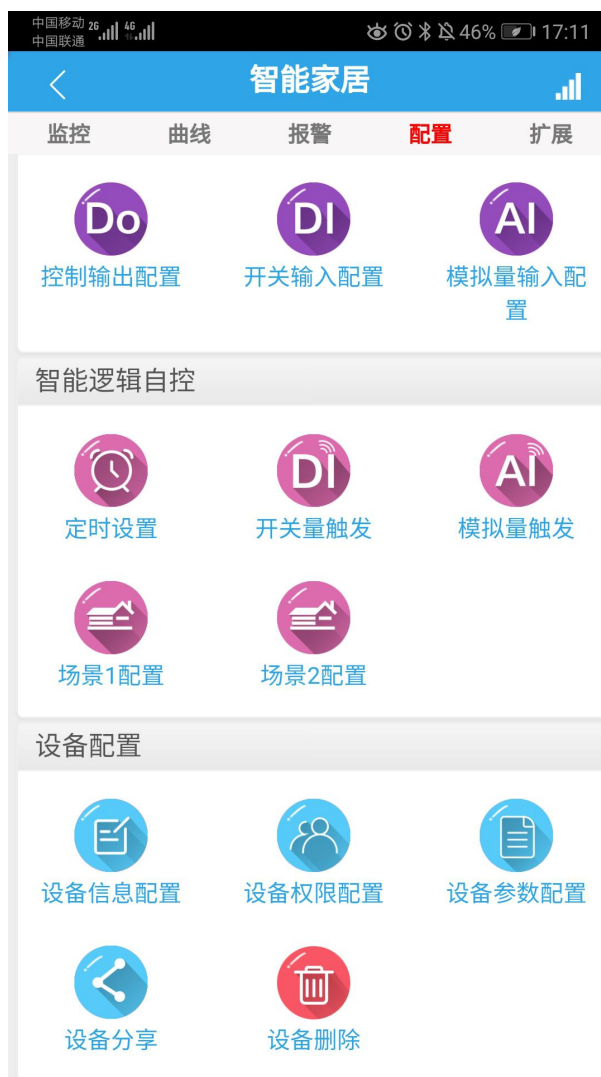 中国移动 2G 4G
中国联通
46% 17:11
智能家居
监控 曲线 报警 配置 扩展
Do DI AI
控制输出配置 开关输入配置 模拟量输入配
置
智能逻辑自控
DI AI
定时设置 开关量触发 模拟量触发
场景1配置 场景2配置
设备配置
设备信息配置 设备权限配置 设备参数配置
设备分享 设备删除